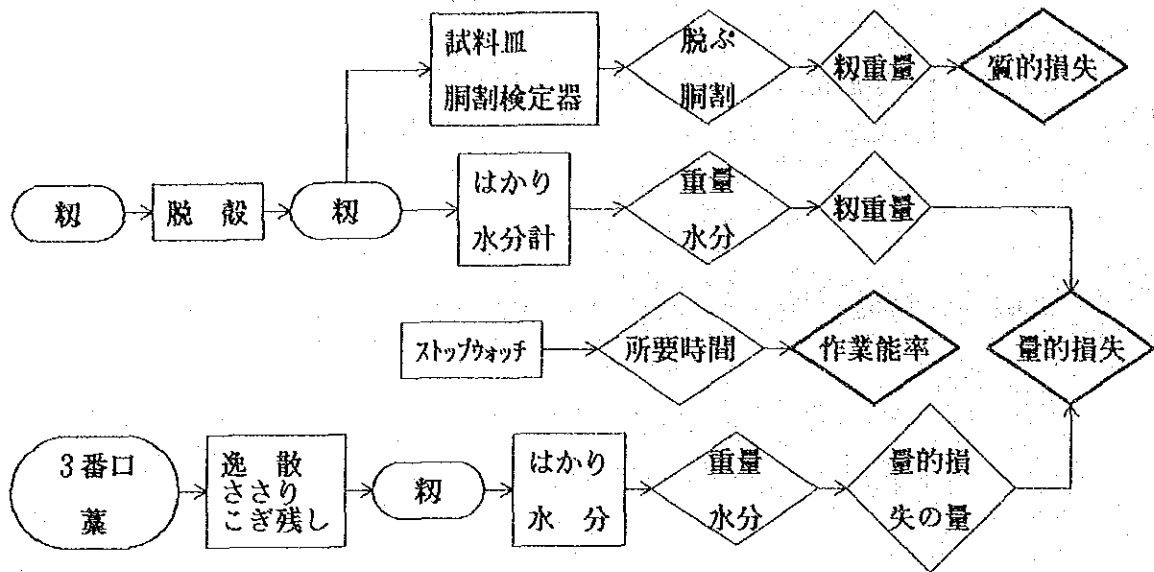 試料皿
胴割検定器
脱ぶ
胴割
籾重量
質的損失
籾
脱 殻
籾
はかり
水分計
重量
水分
籾重量
ストップウォッチ
所要時間
作業能率
量的損失
3番口
藁
逸 散
ささり
こぎ残し
籾
はかり
水 分
重量
水分
量的損
失の量